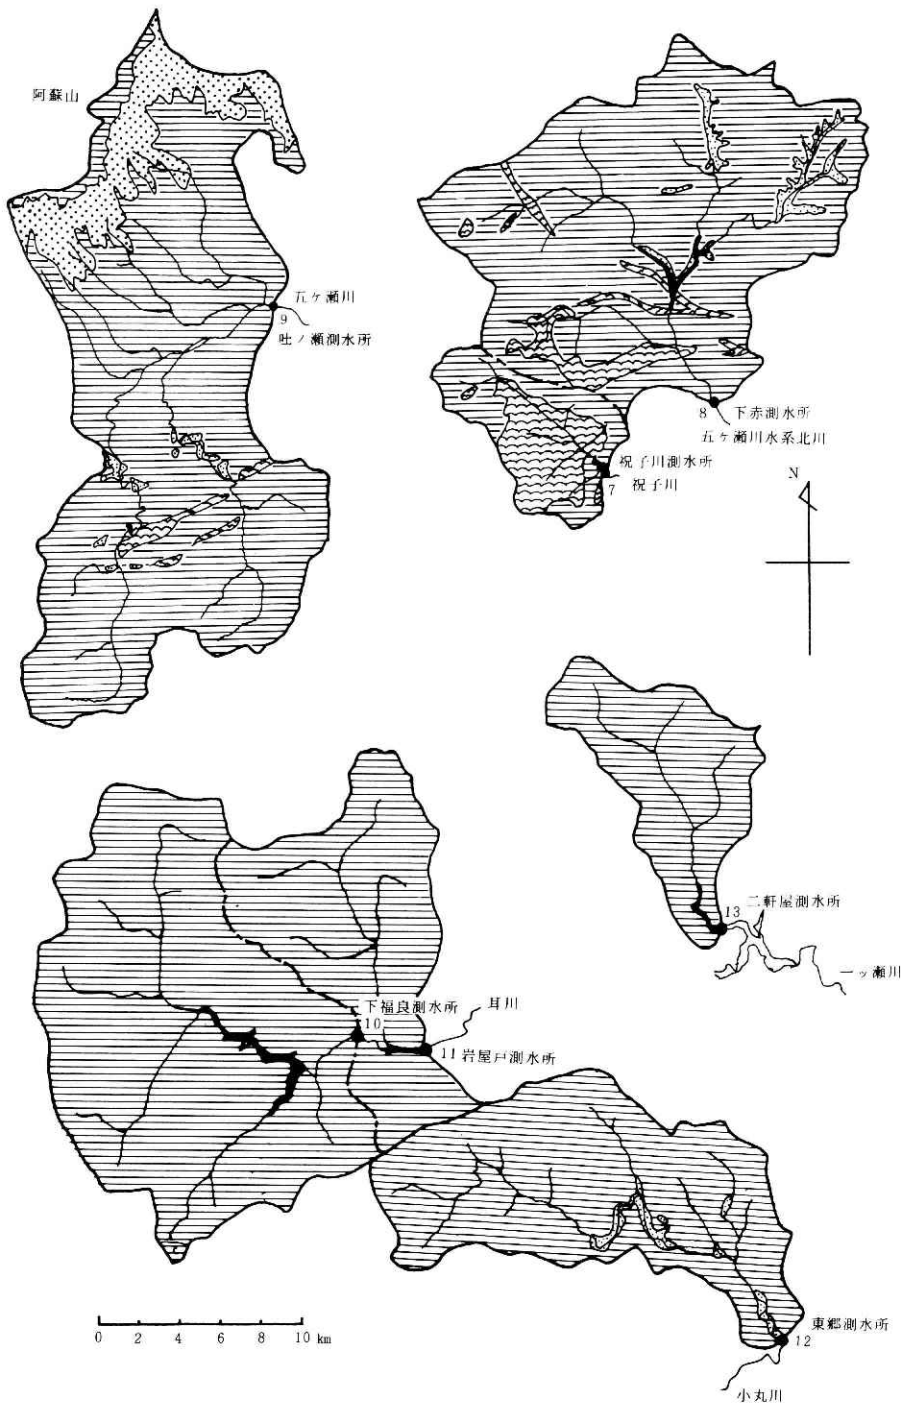 阿蘇山
五ヶ瀬川
9
吐ノ瀬測水所
8 下赤測水所
五ヶ瀬川水系北川
祝子川測水所
7 祝子川
N
13 二軒屋測水所
一ッ瀬川
下福良測水所
10
耳川
11 岩屋戸測水所
0 2 4 6 8 10 km
東郷測水所
12
小丸川